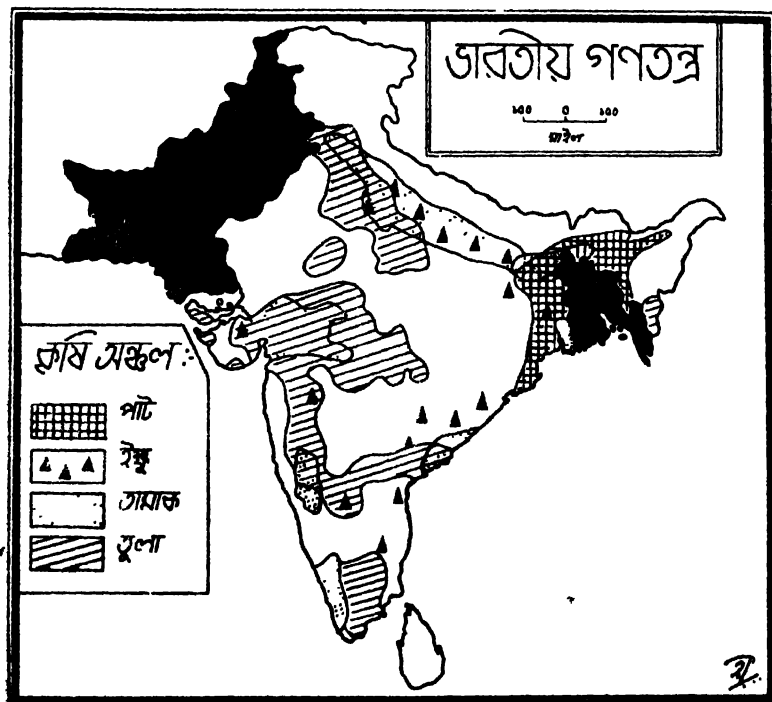 ভারতীয় গণতন্ত্র
১০০ ০ ১০০
মাইল
কৃষি অঞ্চল :
পাট
ইক্ষু
তামাক
তুলা